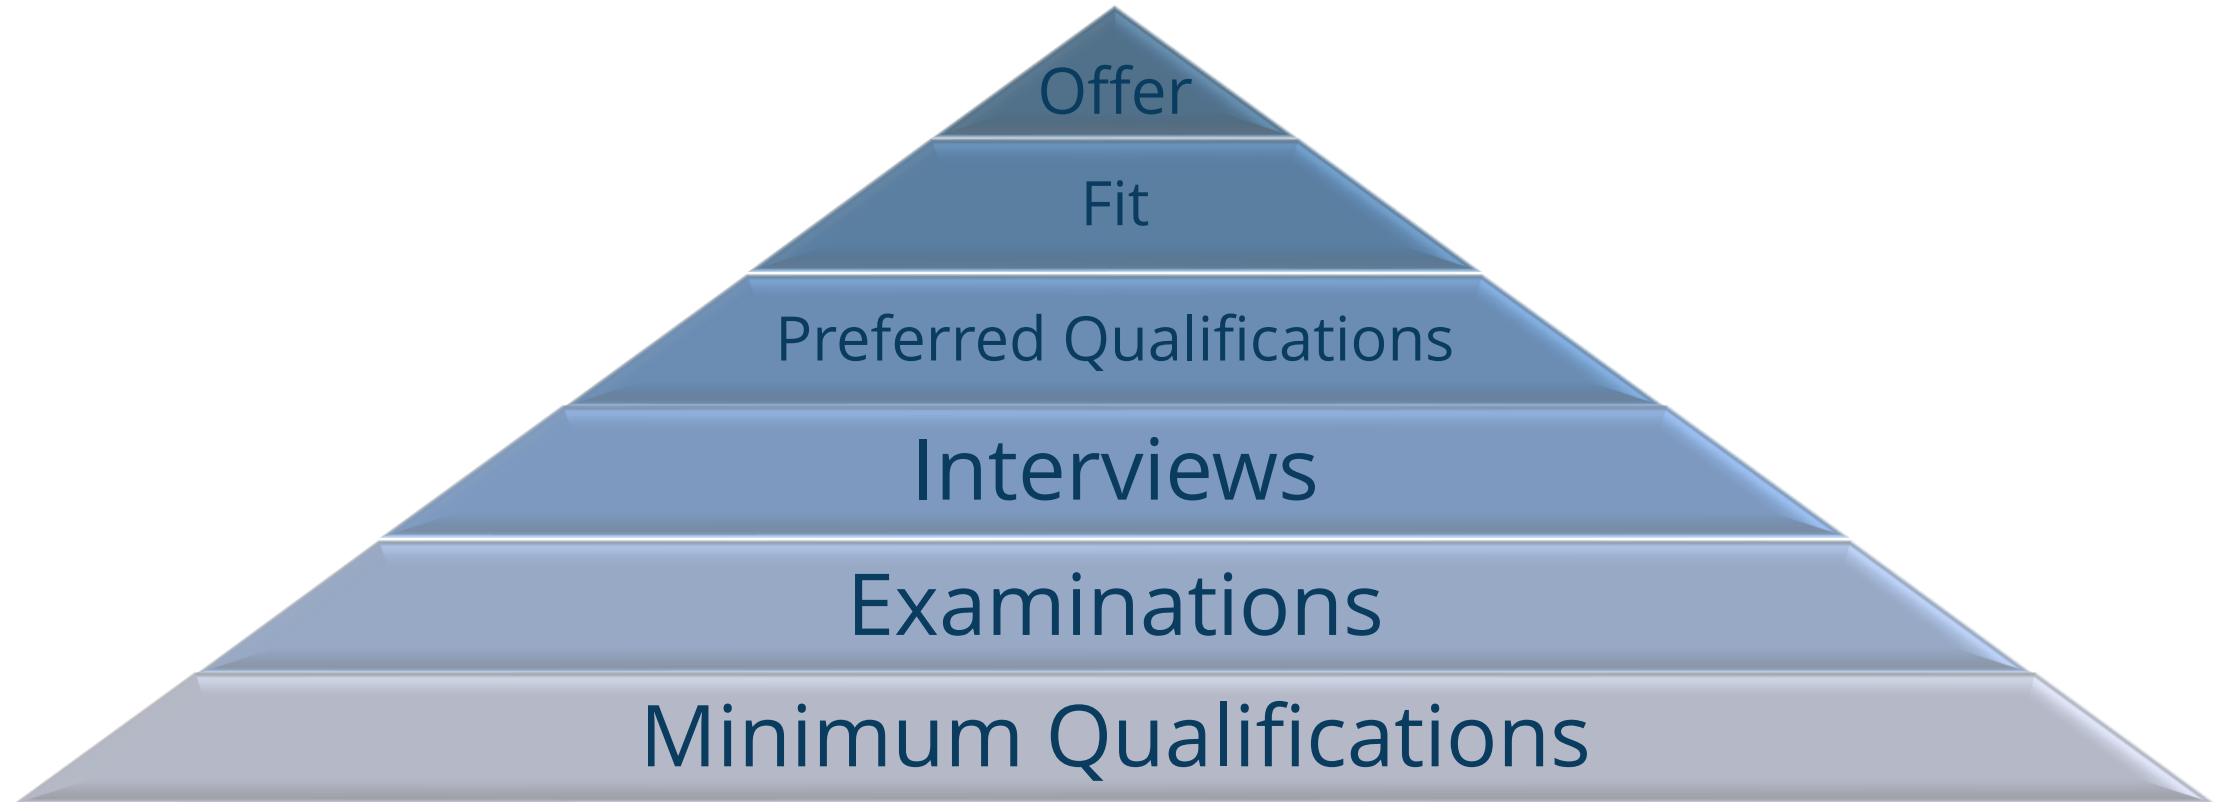 Offer
Fit
Preferred Qualifications
Interviews
Examinations
Minimum Qualifications